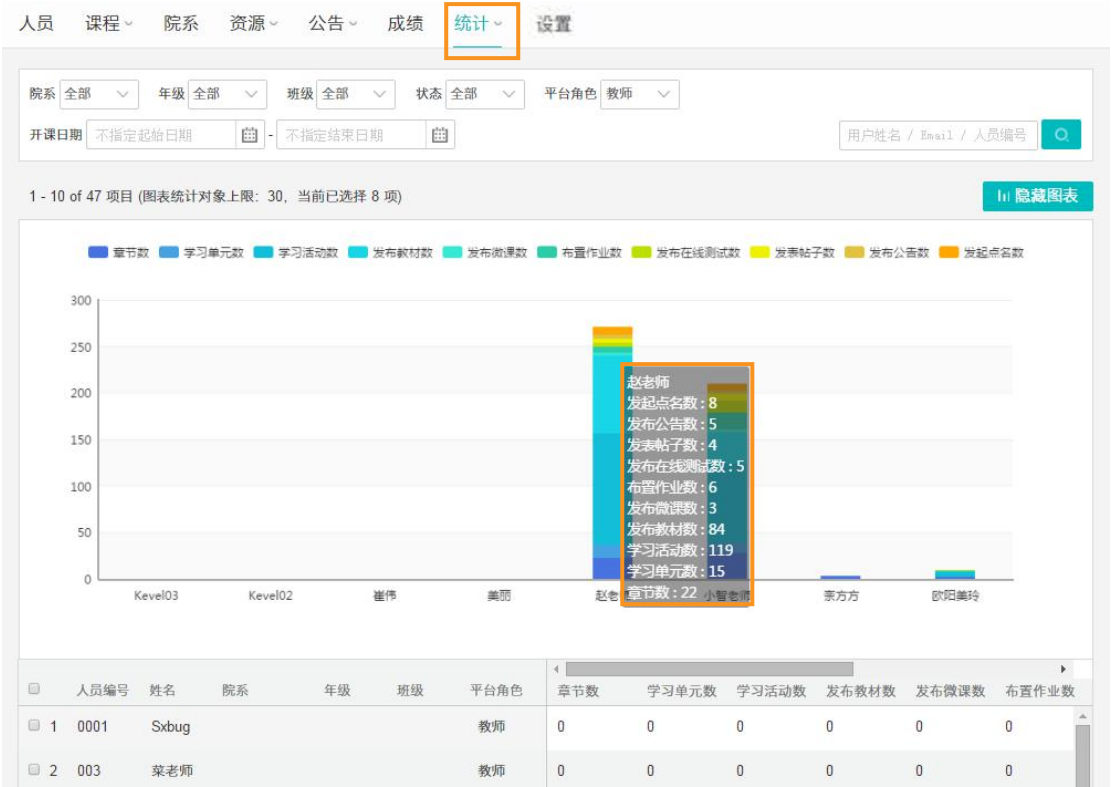 人员 课程 院系 资源 公告 成绩 统计 设置
院系 全部 年级 全部 班级 全部 状态 全部 平台角色 教师
开课日期 不指定起始日期 - 不指定结束日期 用户姓名 / Email / 人员编号
1 - 10 of 47 项目 (图表统计对象上限：30，当前已选择 8 项) 隐藏图表
章节数 学习单元数 学习活动数 发布教材数 发布微课数 布置作业数 发布在线测试数 发表帖子数 发布公告数 发起点名数
300
250
200
150
100
50
0
赵老师
发起点名数 : 8
发布公告数 : 5
发表帖子数 : 4
发布在线测试数 : 5
布置作业数 : 6
发布微课数 : 3
发布教材数 : 84
学习活动数 : 119
学习单元数 : 15
章节数 : 22
Kevel03 Kevel02 崔伟 美丽 赵老 小智老师 李方方 欧阳美玲
人员编号 姓名 院系 年级 班级 平台角色 章节数 学习单元数 学习活动数 发布教材数 发布微课数 布置作业数
1 0001 Sxbug 教师 0 0 0 0 0 0
2 003 菜老师 教师 0 0 0 0 0 0